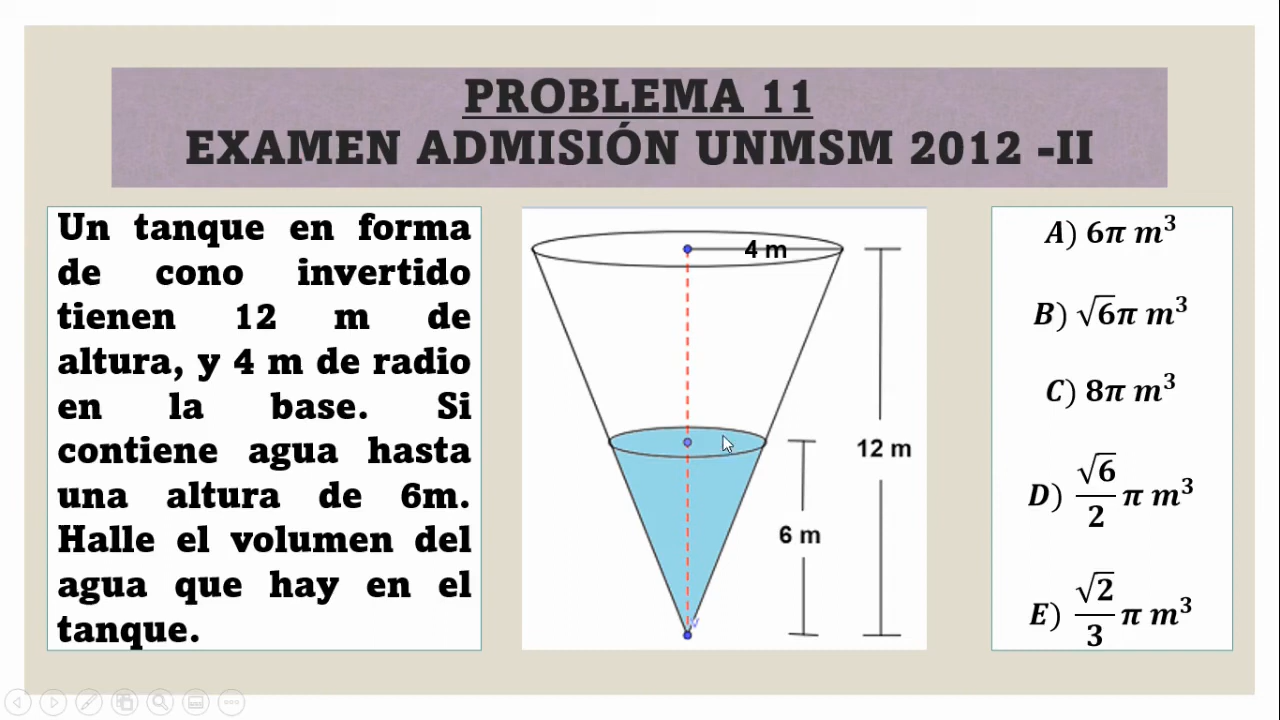 PROBLEMA 11
EXAMEN ADMISIÓN UNMSM 2012 -II
Un tanque en forma
de cono invertido
tienen 12 m de
altura, y 4 m de radio
en la base. Si
contiene agua hasta
una altura de 6m.
Halle el volumen del
agua que hay en el
tanque.
4 m
12 m
6 m
V
A) 6π m³
B) √6π m³
C) 8π m³
D) √6/2 π m³
E) √2/3 π m³